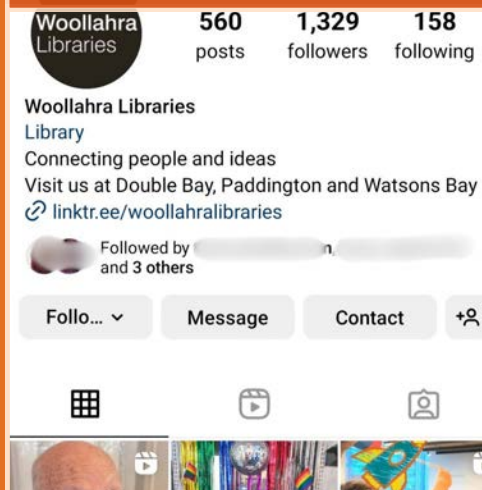 Woollahra
Libraries
560 1,329 158
posts followers following
Woollahra Libraries
Library
Connecting people and ideas
Visit us at Double Bay, Paddington and Watsons Bay
linktr.ee/woollahralibraries
Followed by
and 3 others
Follo... Message Contact